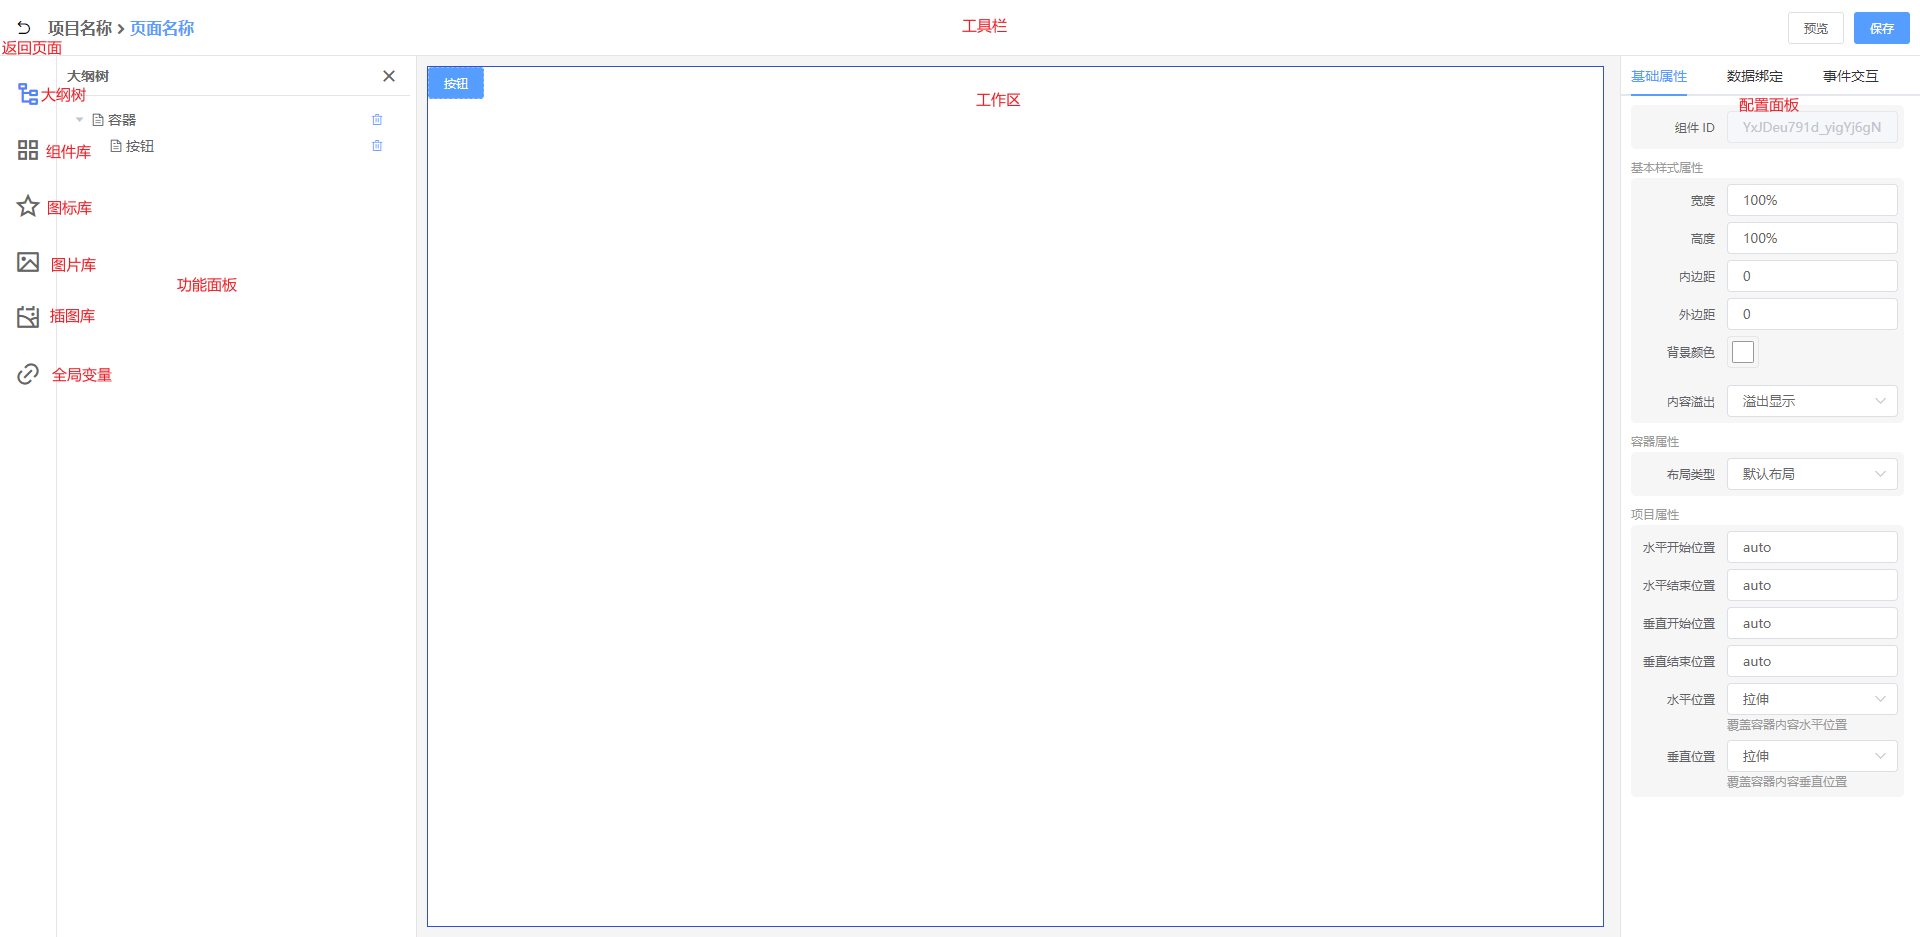 项目名称 > 页面名称
工具栏
预览
保存
返回页面
大纲树
大纲树
容器
按钮
组件库
图标库
图片库
插图库
全局变量
功能面板
按钮
工作区
基础属性
数据绑定
事件交互
配置面板
组件 ID YxJDeu791d_yigYj6gN
基本样式属性
宽度 100%
高度 100%
内边距 0
外边距 0
背景颜色
内容溢出 溢出显示
容器属性
布局类型 默认布局
项目属性
水平开始位置 auto
水平结束位置 auto
垂直开始位置 auto
垂直结束位置 auto
水平位置 拉伸
覆盖容器内容水平位置
垂直位置 拉伸
覆盖容器内容垂直位置